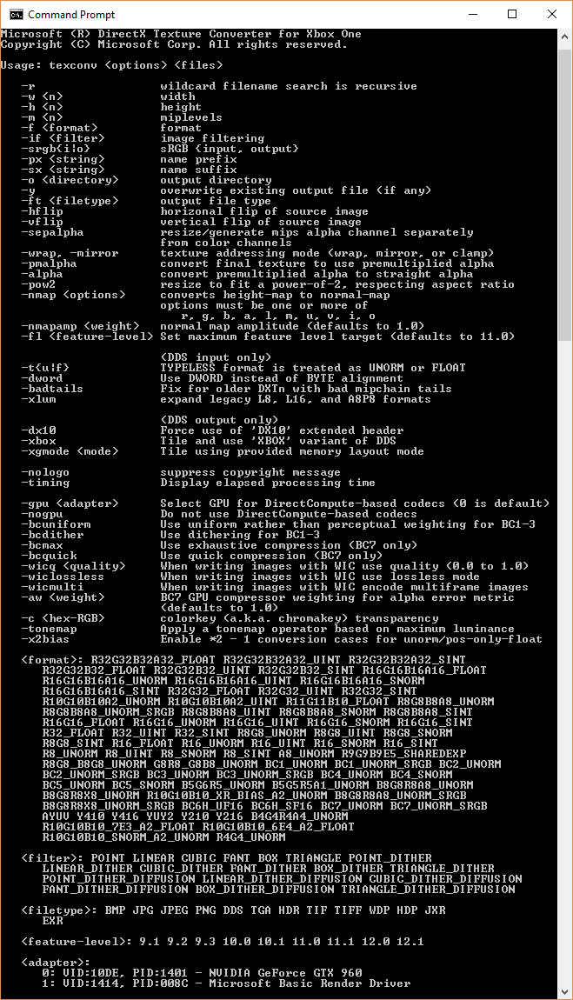 Command Prompt
Microsoft (R) DirectX Texture Converter for Xbox One
Copyright (C) Microsoft Corp. All rights reserved.
Usage: texconv <options> <files>
-r wildcard filename search is recursive
-w <n> width
-h <n> height
-m <n> miplevels
-f <format> format
-if <filter> image filtering
-srgb{i|o} sRGB {input, output}
-px <string> name prefix
-sx <string> name suffix
-o <directory> output directory
-y overwrite existing output file (if any)
-ft <filetype> output file type
-hflip horizonal flip of source image
-vflip vertical flip of source image
-sepalpha resize/generate mips alpha channel separately
from color channels
-wrap, -mirror texture addressing mode (wrap, mirror, or clamp)
-pmalpha convert final texture to use premultiplied alpha
-alpha convert premultiplied alpha to straight alpha
-pow2 resize to fit a power-of-2, respecting aspect ratio
-nmap <options> converts height-map to normal-map
options must be one or more of
r, g, b, a, l, m, u, v, i, o
-nmapamp <weight> normal map amplitude (defaults to 1.0)
-fl <feature-level> Set maximum feature level target (defaults to 11.0)
(DDS input only)
-t{u|f} TYPELESS format is treated as UNORM or FLOAT
-dword Use DWORD instead of BYTE alignment
-badtails Fix for older DXTn with bad mipchain tails
-xlum expand legacy L8, L16, and A8P8 formats
(DDS output only)
-dx10 Force use of 'DX10' extended header
-xbox Tile and use 'XBOX' variant of DDS
-xgmode <mode> Tile using provided memory layout mode
-nologo suppress copyright message
-timing Display elapsed processing time
-gpu <adapter> Select GPU for DirectCompute-based codecs (0 is default)
-nogpu Do not use DirectCompute-based codecs
-bcuniform Use uniform rather than perceptual weighting for BC1-3
-bcdither Use dithering for BC1-3
-bcmax Use exhaustive compression (BC7 only)
-bcquick Use quick compression (BC7 only)
-wicq <quality> When writing images with WIC use quality (0.0 to 1.0)
-wiclossless When writing images with WIC use lossless mode
-wicmulti When writing images with WIC encode multiframe images
-aw <weight> BC7 GPU compressor weighting for alpha error metric
(defaults to 1.0)
-c <hex-RGB> colorkey (a.k.a. chromakey) transparency
-tonemap Apply a tonemap operator based on maximum luminance
-x2bias Enable *2 - 1 conversion cases for unorm/pos-only-float
<format>: R32G32B32A32_FLOAT R32G32B32A32_UINT R32G32B32A32_SINT
R32G32B32_FLOAT R32G32B32_UINT R32G32B32_SINT R16G16B16A16_FLOAT
R16G16B16A16_UNORM R16G16B16A16_UINT R16G16B16A16_SNORM
R16G16B16A16_SINT R32G32_FLOAT R32G32_UINT R32G32_SINT
R10G10B10A2_UNORM R10G10B10A2_UINT R11G11B10_FLOAT R8G8B8A8_UNORM
R8G8B8A8_UNORM_SRGB R8G8B8A8_UINT R8G8B8A8_SNORM R8G8B8A8_SINT
R16G16_FLOAT R16G16_UNORM R16G16_UINT R16G16_SNORM R16G16_SINT
R32_FLOAT R32_UINT R32_SINT R8G8_UNORM R8G8_UINT R8G8_SNORM
R8G8_SINT R16_FLOAT R16_UNORM R16_UINT R16_SNORM R16_SINT
R8_UNORM R8_UINT R8_SNORM R8_SINT A8_UNORM R9G9B9E5_SHAREDEXP
R8G8_B8G8_UNORM G8R8_G8B8_UNORM BC1_UNORM BC1_UNORM_SRGB BC2_UNORM
BC2_UNORM_SRGB BC3_UNORM BC3_UNORM_SRGB BC4_UNORM BC4_SNORM
BC5_UNORM BC5_SNORM B5G6R5_UNORM B5G5R5A1_UNORM B8G8R8A8_UNORM
B8G8R8X8_UNORM R10G10B10_XR_BIAS_A2_UNORM B8G8R8A8_UNORM_SRGB
B8G8R8X8_UNORM_SRGB BC6H_UF16 BC6H_SF16 BC7_UNORM BC7_UNORM_SRGB
AYUV Y410 Y416 YUY2 Y210 Y216 B4G4R4A4_UNORM
R10G10B10_7E3_A2_FLOAT R10G10B10_6E4_A2_FLOAT
R10G10B10_SNORM_A2_UNORM R4G4_UNORM
<filter>: POINT LINEAR CUBIC FANT BOX TRIANGLE POINT_DITHER
LINEAR_DITHER CUBIC_DITHER FANT_DITHER BOX_DITHER TRIANGLE_DITHER
POINT_DITHER_DIFFUSION LINEAR_DITHER_DIFFUSION CUBIC_DITHER_DIFFUSION
FANT_DITHER_DIFFUSION BOX_DITHER_DIFFUSION TRIANGLE_DITHER_DIFFUSION
<filetype>: BMP JPG JPEG PNG DDS TGA HDR TIF TIFF WDP HDP JXR
EXR
<feature-level>: 9.1 9.2 9.3 10.0 10.1 11.0 11.1 12.0 12.1
<adapter>:
0: VID:10DE, PID:1401 - NVIDIA GeForce GTX 960
1: VID:1414, PID:008C - Microsoft Basic Render Driver